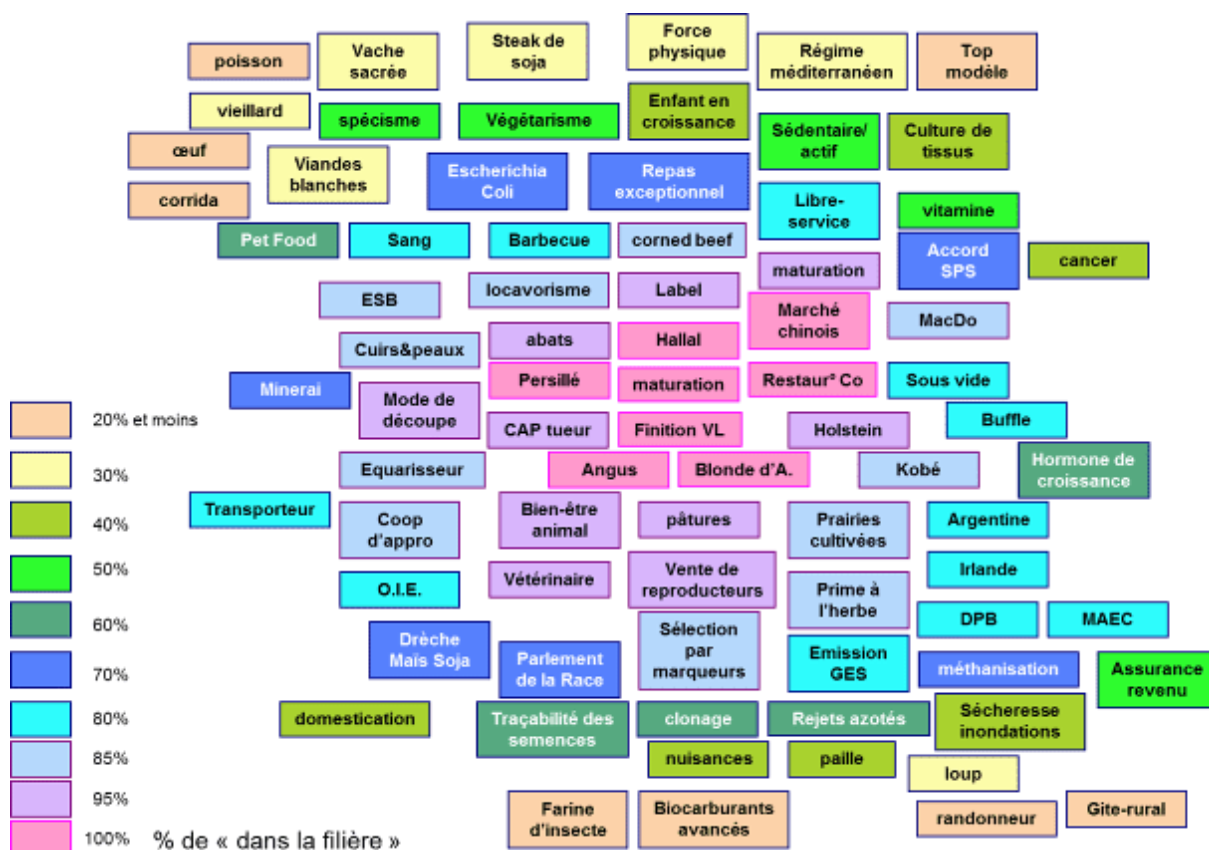 poisson
Vache
sacrée
Steak de
soja
Force
physique
Régime
méditerranéen
Top
modèle
vieillard
spécisme
Végétarisme
Enfant en
croissance
Sédentaire/
actif
Culture de
tissus
œuf
Viandes
blanches
Escherichia
Coli
Repas
exceptionnel
corrida
Libre-
service
vitamine
Pet Food
Sang
Barbecue
corned beef
Accord
SPS
cancer
maturation
ESB
locavorisme
Label
Marché
chinois
MacDo
Cuirs&peaux
abats
Hallal
Minerai
Mode de
découpe
Persillé
maturation
Restaur° Co
Sous vide
20% et moins
CAP tueur
Finition VL
Holstein
Buffle
30%
Equarisseur
Angus
Blonde d'A.
Kobé
Hormone de
croissance
Transporteur
40%
Coop
d'appro
Bien-être
animal
pâtures
Prairies
cultivées
Argentine
50%
O.I.E.
Vétérinaire
Vente de
reproducteurs
Prime à
l'herbe
Irlande
60%
DPB
MAEC
70%
Drèche
Maïs Soja
Parlement
de la Race
Sélection
par
marqueurs
Emission
GES
méthanisation
Assurance
revenu
80%
domestication
Traçabilité des
semences
clonage
Rejets azotés
Sécheresse
inondations
85%
nuisances
paille
loup
95%
Farine
d'insecte
Biocarburants
avancés
randonneur
Gite-rural
100%
% de « dans la filière »